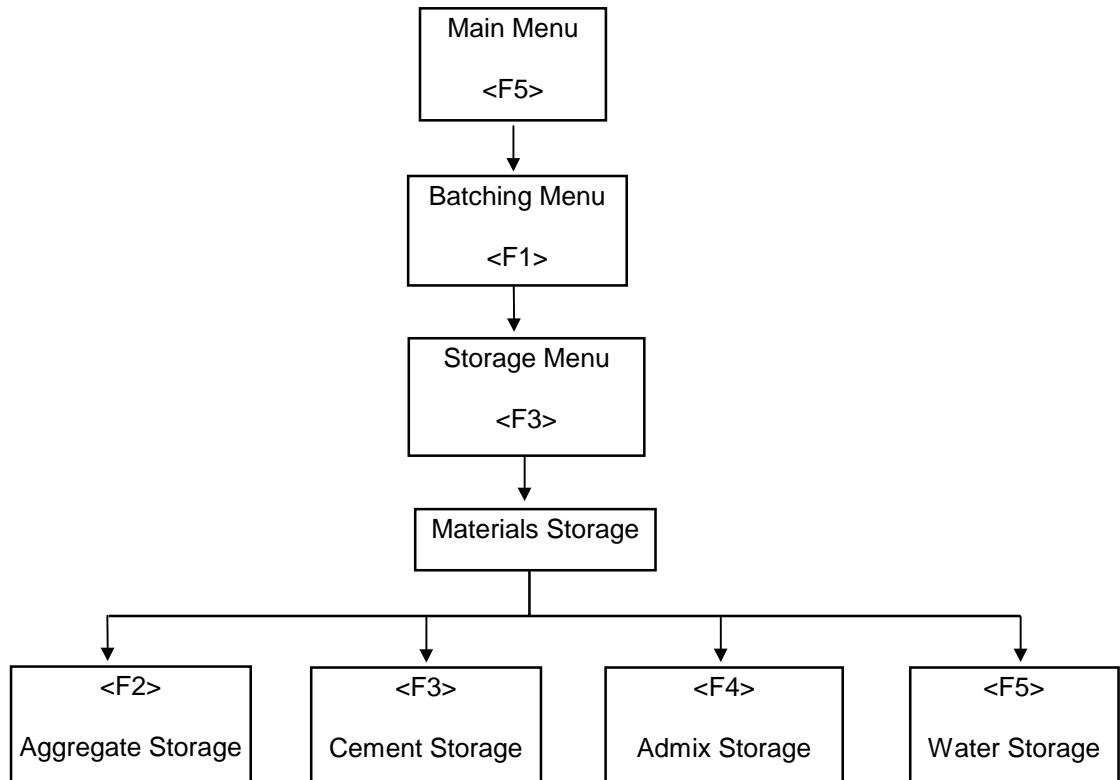 Main Menu
<F5>
Batching Menu
<F1>
Storage Menu
<F3>
Materials Storage
<F2>
Aggregate Storage
<F3>
Cement Storage
<F4>
Admix Storage
<F5>
Water Storage